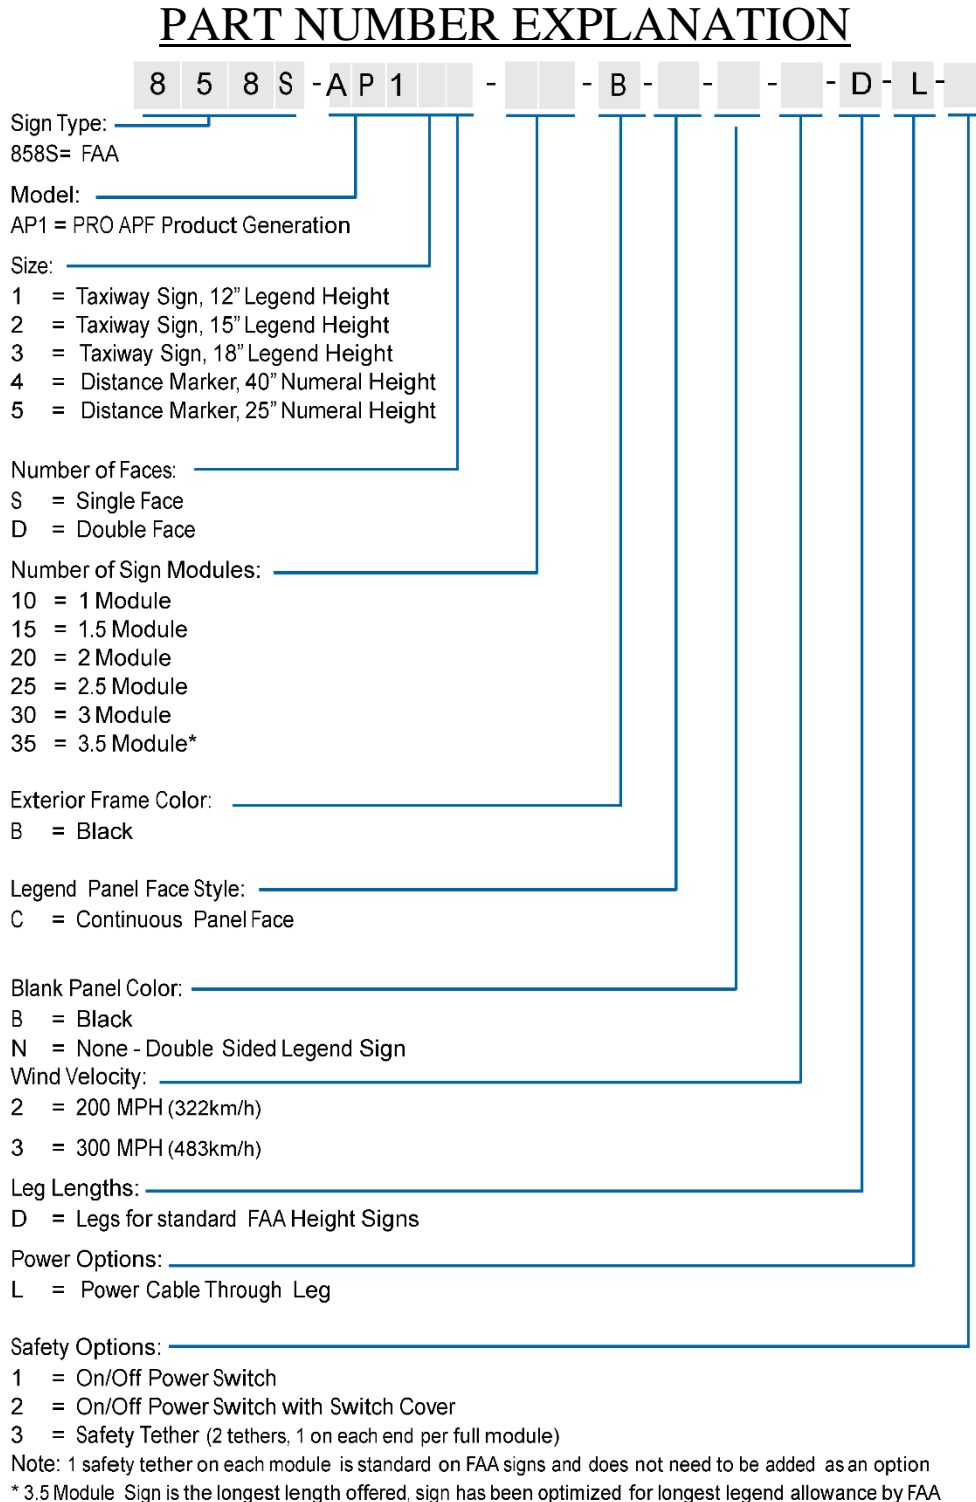 PART NUMBER EXPLANATION
8 5 8 S - A P 1 - - B - - - - D - L -
Sign Type:
858S= FAA
Model:
AP1 = PRO APF Product Generation
Size:
1 = Taxiway Sign, 12” Legend Height
2 = Taxiway Sign, 15” Legend Height
3 = Taxiway Sign, 18” Legend Height
4 = Distance Marker, 40” Numeral Height
5 = Distance Marker, 25” Numeral Height
Number of Faces:
S = Single Face
D = Double Face
Number of Sign Modules:
10 = 1 Module
15 = 1.5 Module
20 = 2 Module
25 = 2.5 Module
30 = 3 Module
35 = 3.5 Module*
Exterior Frame Color:
B = Black
Legend Panel Face Style:
C = Continuous Panel Face
Blank Panel Color:
B = Black
N = None - Double Sided Legend Sign
Wind Velocity:
2 = 200 MPH (322km/h)
3 = 300 MPH (483km/h)
Leg Lengths:
D = Legs for standard FAA Height Signs
Power Options:
L = Power Cable Through Leg
Safety Options:
1 = On/Off Power Switch
2 = On/Off Power Switch with Switch Cover
3 = Safety Tether (2 tethers, 1 on each end per full module)
Note: 1 safety tether on each module is standard on FAA signs and does not need to be added as an option
* 3.5 Module Sign is the longest length offered, sign has been optimized for longest legend allowance by FAA